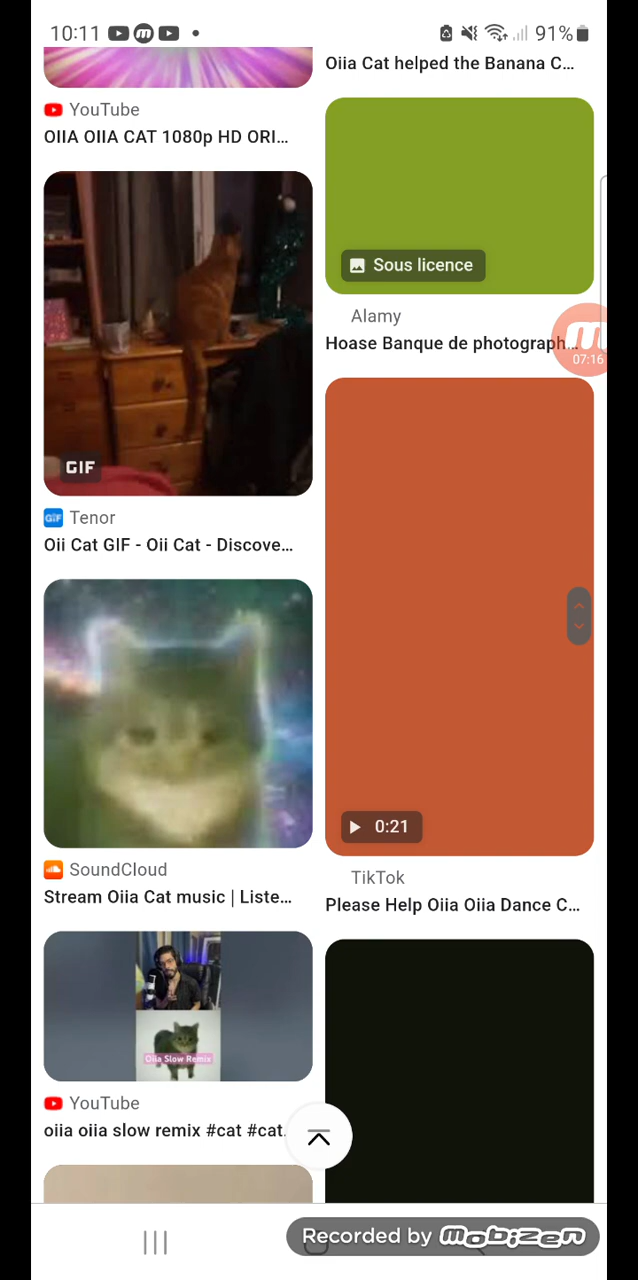 10:11
91%
YouTube
OIIA OIIA CAT 1080p HD ORI...
GIF
GIF
Tenor
Oii Cat GIF - Oii Cat - Discove...
SoundCloud
Stream Oiia Cat music | Liste...
Oiia Slow Remix
YouTube
oiia oiia slow remix #cat #cat.
Oiia Cat helped the Banana C...
Sous licence
Alamy
Hoase Banque de photograph...
07:16
0:21
TikTok
Please Help Oiia Oiia Dance C...
Recorded by mobizen